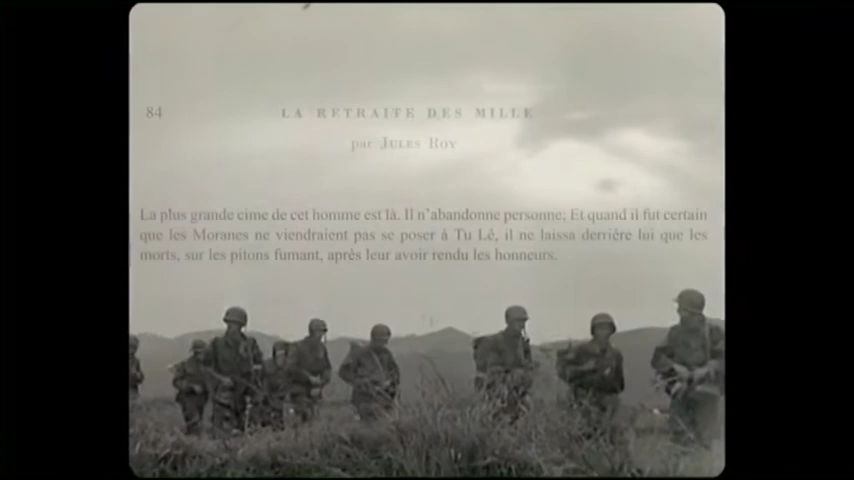 84
LA RETRAITE DES MILLE
par JULES ROY
La plus grande cime de cet homme est là. Il n'abandonne personne; Et quand il fut certain
que les Moranes ne viendraient pas se poser à Tu Lê, il ne laissa derrière lui que les
morts, sur les pitons fumant, après leur avoir rendu les honneurs.